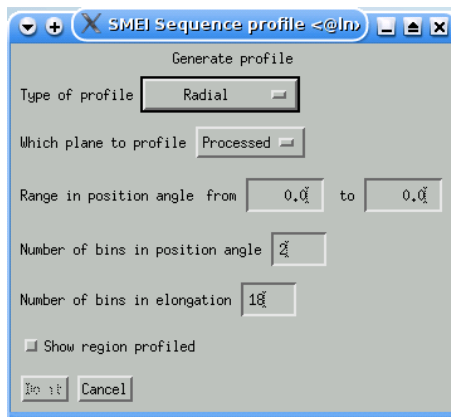 SMEI Sequence profile <@ln
Generate profile
Type of profile Radial
Which plane to profile Processed
Range in position angle from 0.0 to 0.0
Number of bins in position angle 2
Number of bins in elongation 18
Show region profiled
Do it Cancel